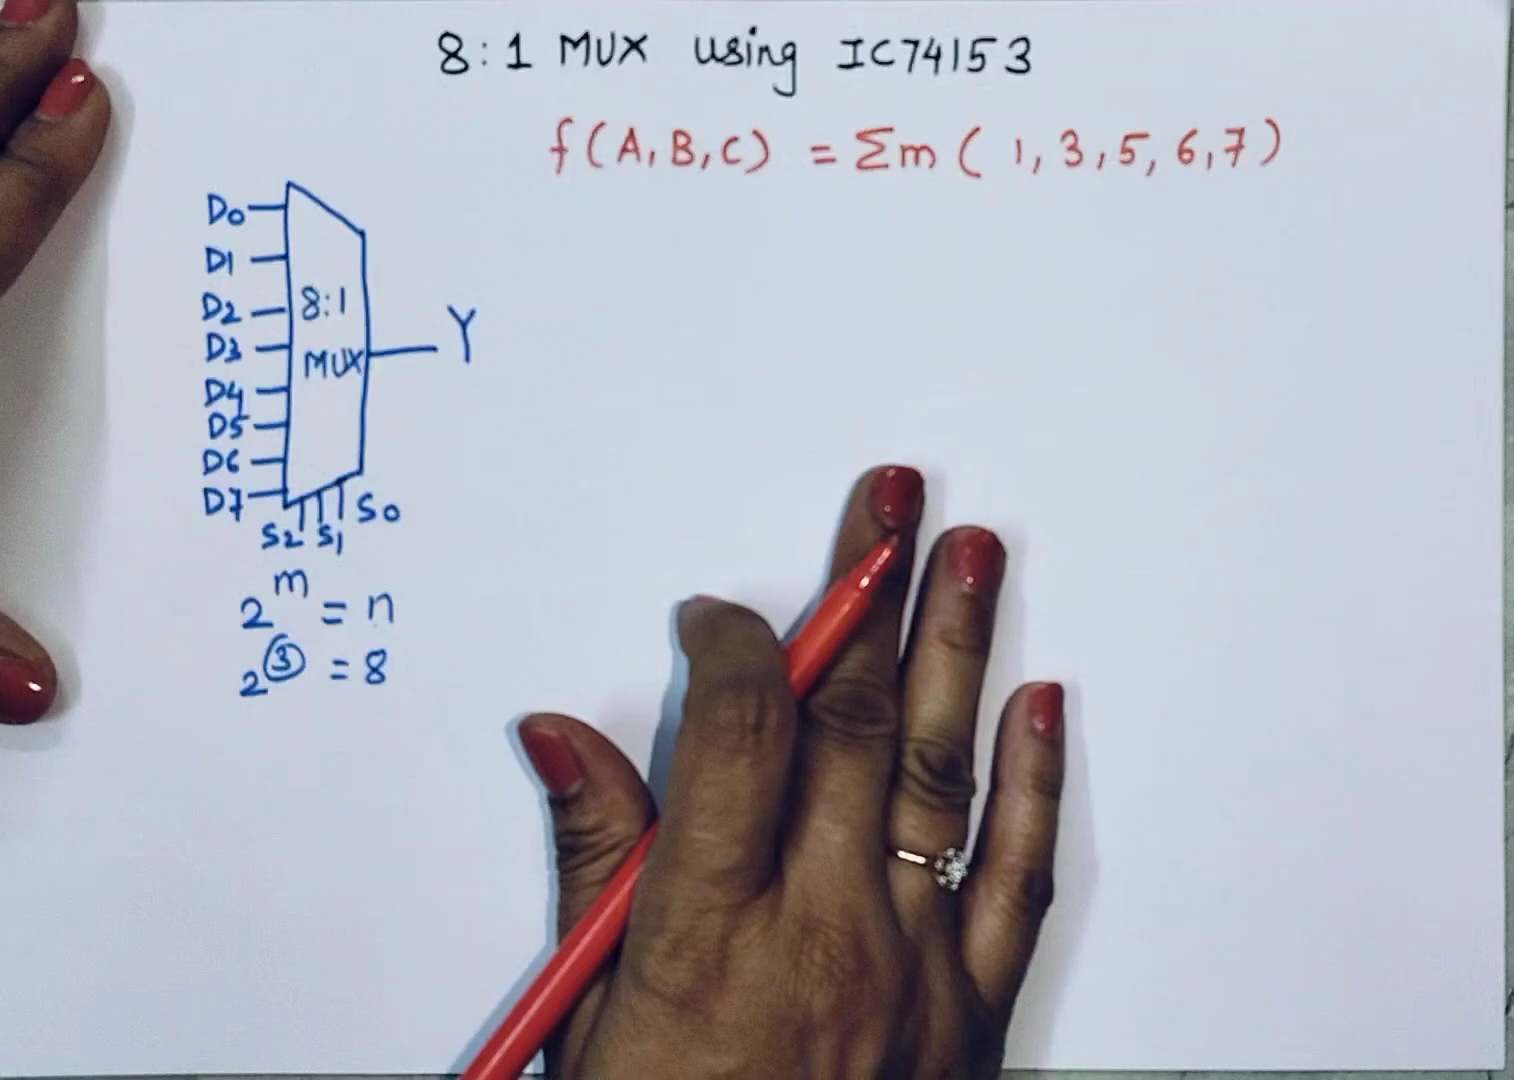 8:1 MUX using IC74153
f(A,B,C) = Σm ( 1,3,5,6,7)
D0
D1
D2
D3
D4
D5
D6
D7
8:1
MUX
Y
S2 S1 S0
2^m = n
2^3 = 8